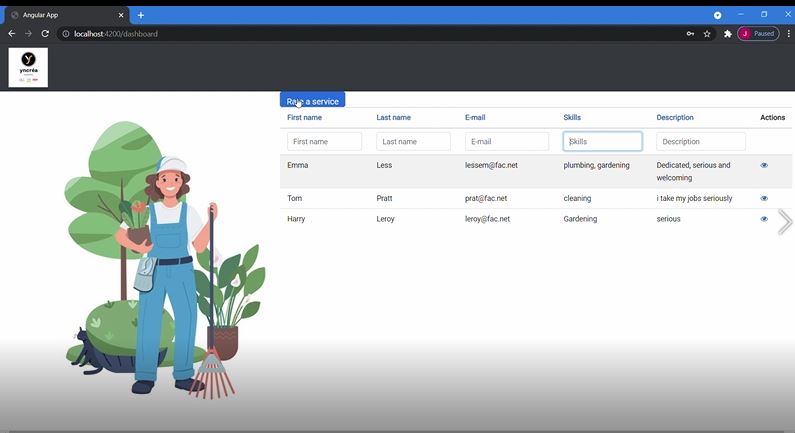 Angular App
localhost:4200/dashboard
J Paused
yncréa
Rate a service
First name Last name E-mail Skills Description Actions
First name Last name E-mail Skills Description
Emma Less lessem@fac.net plumbing, gardening Dedicated, serious and
welcoming
Tom Pratt prat@fac.net cleaning i take my jobs seriously
Harry Leroy leroy@fac.net Gardening serious